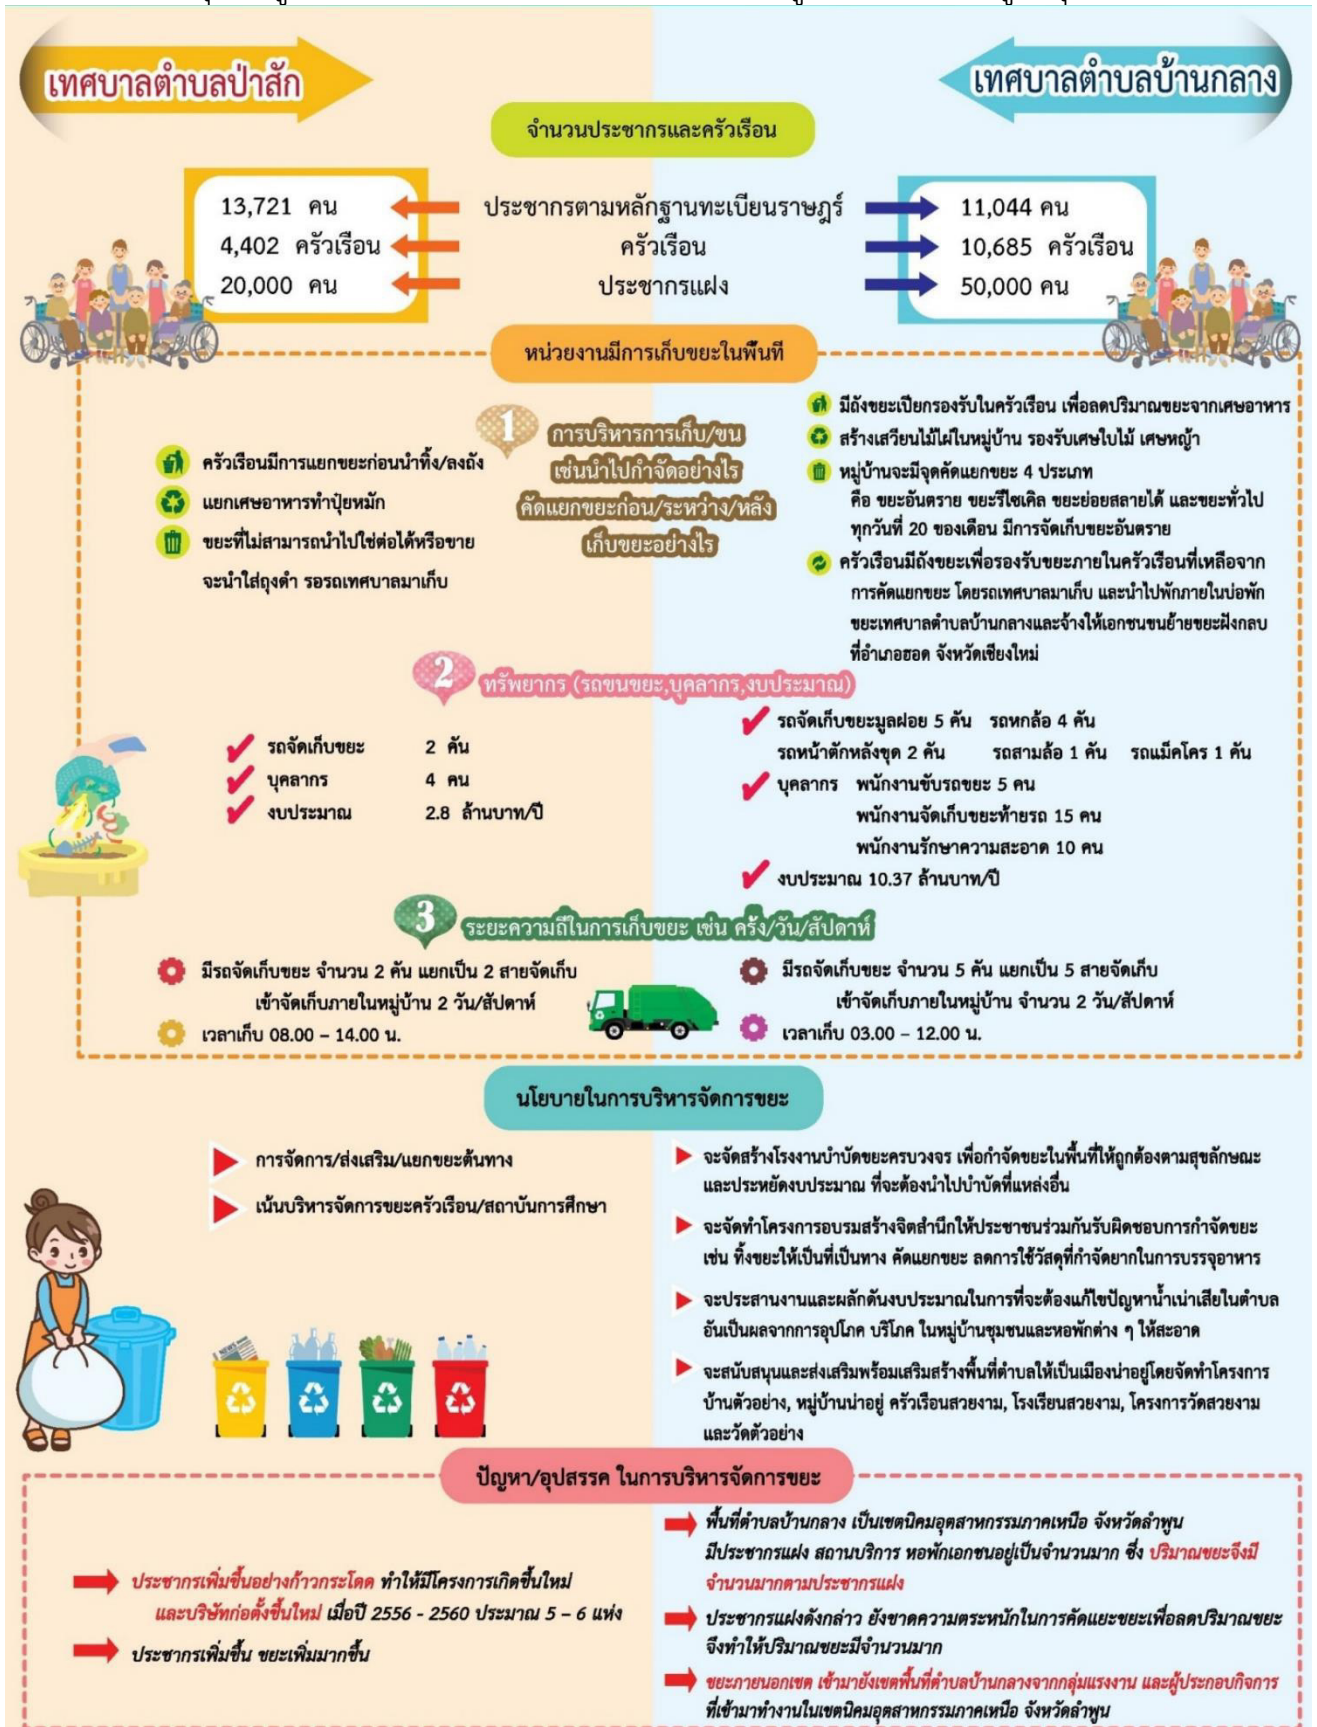 เทศบาลตำบลป่าสัก
เทศบาลตำบลบ้านกลาง
จำนวนประชากรและครัวเรือน
13,721 คน
ประชากรตามหลักฐานทะเบียนราษฎร์
11,044 คน
4,402 ครัวเรือน
ครัวเรือน
10,685 ครัวเรือน
20,000 คน
ประชากรแฝง
50,000 คน
หน่วยงานมีการเก็บขยะในพื้นที่
1
การบริหารการเก็บ/ขน
เช่นนำไปกำจัดอย่างไร
คัดแยกขยะก่อน/ระหว่าง/หลัง
เก็บขยะอย่างไร
ครัวเรือนมีการแยกขยะก่อนนำทิ้ง/ลงถัง
แยกเศษอาหารทำปุ๋ยหมัก
ขยะที่ไม่สามารถนำไปใช่ต่อได้หรือขาย
จะนำใส่ถุงดำ รอรถเทศบาลมาเก็บ
มีถังขยะเปียกรองรับในครัวเรือน เพื่อลดปริมาณขยะจากเศษอาหาร
สร้างเสวียนไม้ไผ่ในหมู่บ้าน รองรับเศษใบไม้ เศษหญ้า
หมู่บ้านจะมีจุดคัดแยกขยะ 4 ประเภท
คือ ขยะอันตราย ขยะรีไซเคิล ขยะย่อยสลายได้ และขยะทั่วไป
ทุกวันที่ 20 ของเดือน มีการจัดเก็บขยะอันตราย
ครัวเรือนมีถังขยะเพื่อรองรับขยะภายในครัวเรือนที่เหลือจาก
การคัดแยกขยะ โดยรถเทศบาลมาเก็บ และนำไปพักภายในบ่อพัก
ขยะเทศบาลตำบลบ้านกลางและจ้างให้เอกชนขนย้ายขยะฝังกลบ
ที่อำเภอฮอด จังหวัดเชียงใหม่
2 ทรัพยากร (รถขนขยะ,บุคลากร,งบประมาณ)
รถจัดเก็บขยะ 2 คัน
บุคลากร 4 คน
งบประมาณ 2.8 ล้านบาท/ปี
รถจัดเก็บขยะมูลฝอย 5 คัน รถหกล้อ 4 คัน
รถหน้าตักหลังขุด 2 คัน รถสามล้อ 1 คัน รถแม็คโคร 1 คัน
บุคลากร พนักงานขับรถขยะ 5 คน
พนักงานจัดเก็บขยะท้ายรถ 15 คน
พนักงานรักษาความสะอาด 10 คน
งบประมาณ 10.37 ล้านบาท/ปี
3 ระยะความถี่ในการเก็บขยะ เช่น ครั้ง/วัน/สัปดาห์
มีรถจัดเก็บขยะ จำนวน 2 คัน แยกเป็น 2 สายจัดเก็บ
เข้าจัดเก็บภายในหมู่บ้าน 2 วัน/สัปดาห์
เวลาเก็บ 08.00 – 14.00 น.
มีรถจัดเก็บขยะ จำนวน 5 คัน แยกเป็น 5 สายจัดเก็บ
เข้าจัดเก็บภายในหมู่บ้าน จำนวน 2 วัน/สัปดาห์
เวลาเก็บ 03.00 – 12.00 น.
นโยบายในการบริหารจัดการขยะ
การจัดการ/ส่งเสริม/แยกขยะต้นทาง
เน้นบริหารจัดการขยะครัวเรือน/สถาบันการศึกษา
จะจัดสร้างโรงงานบำบัดขยะครบวงจร เพื่อกำจัดขยะในพื้นที่ให้ถูกต้องตามสุขลักษณะ
และประหยัดงบประมาณ ที่จะต้องนำไปบำบัดที่แหล่งอื่น
จะจัดทำโครงการอบรมสร้างจิตสำนึกให้ประชาชนร่วมกันรับผิดชอบการกำจัดขยะ
เช่น ทิ้งขยะให้เป็นที่เป็นทาง คัดแยกขยะ ลดการใช้วัสดุที่กำจัดยากในการบรรจุอาหาร
จะประสานงานและผลักดันงบประมาณในการที่จะต้องแก้ไขปัญหาน้ำเน่าเสียในตำบล
อันเป็นผลจากการอุปโภค บริโภค ในหมู่บ้านชุมชนและหอพักต่าง ๆ ให้สะอาด
จะสนับสนุนและส่งเสริมพร้อมเสริมสร้างพื้นที่ตำบลให้เป็นเมืองน่าอยู่โดยจัดทำโครงการ
บ้านตัวอย่าง, หมู่บ้านน่าอยู่ ครัวเรือนสวยงาม, โรงเรียนสวยงาม, โครงการวัดสวยงาม
และวัดตัวอย่าง
ปัญหา/อุปสรรค ในการบริหารจัดการขยะ
ประชากรเพิ่มขึ้นอย่างก้าวกระโดด ทำให้มีโครงการเกิดขึ้นใหม่
และบริษัทก่อตั้งขึ้นใหม่ เมื่อปี 2556 - 2560 ประมาณ 5 – 6 แห่ง
ประชากรเพิ่มขึ้น ขยะเพิ่มมากขึ้น
พื้นที่ตำบลบ้านกลาง เป็นเขตนิคมอุตสาหกรรมภาคเหนือ จังหวัดลำพูน
มีประชากรแฝง สถานบริการ หอพักเอกชนอยู่เป็นจำนวนมาก ซึ่ง ปริมาณขยะจึงมี
จำนวนมากตามประชากรแฝง
ประชากรแฝงดังกล่าว ยังขาดความตระหนักในการคัดแยะขยะเพื่อลดปริมาณขยะ
จึงทำให้ปริมาณขยะมีจำนวนมาก
ขยะภายนอกเขต เข้ามายังเขตพื้นที่ตำบลบ้านกลางจากกลุ่มแรงงาน และผู้ประกอบกิจการ
ที่เข้ามาทำงานในเขตนิคมอุตสาหกรรมภาคเหนือ จังหวัดลำพูน